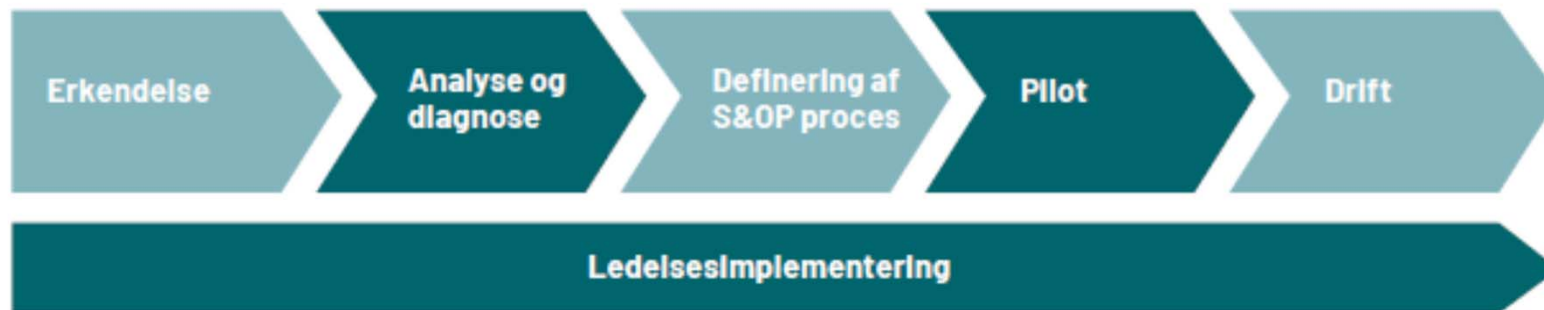 Erkendelse
Analyse og
diagnose
Definering af
S&OP proces
Pilot
Drift
Ledelsesimplementering